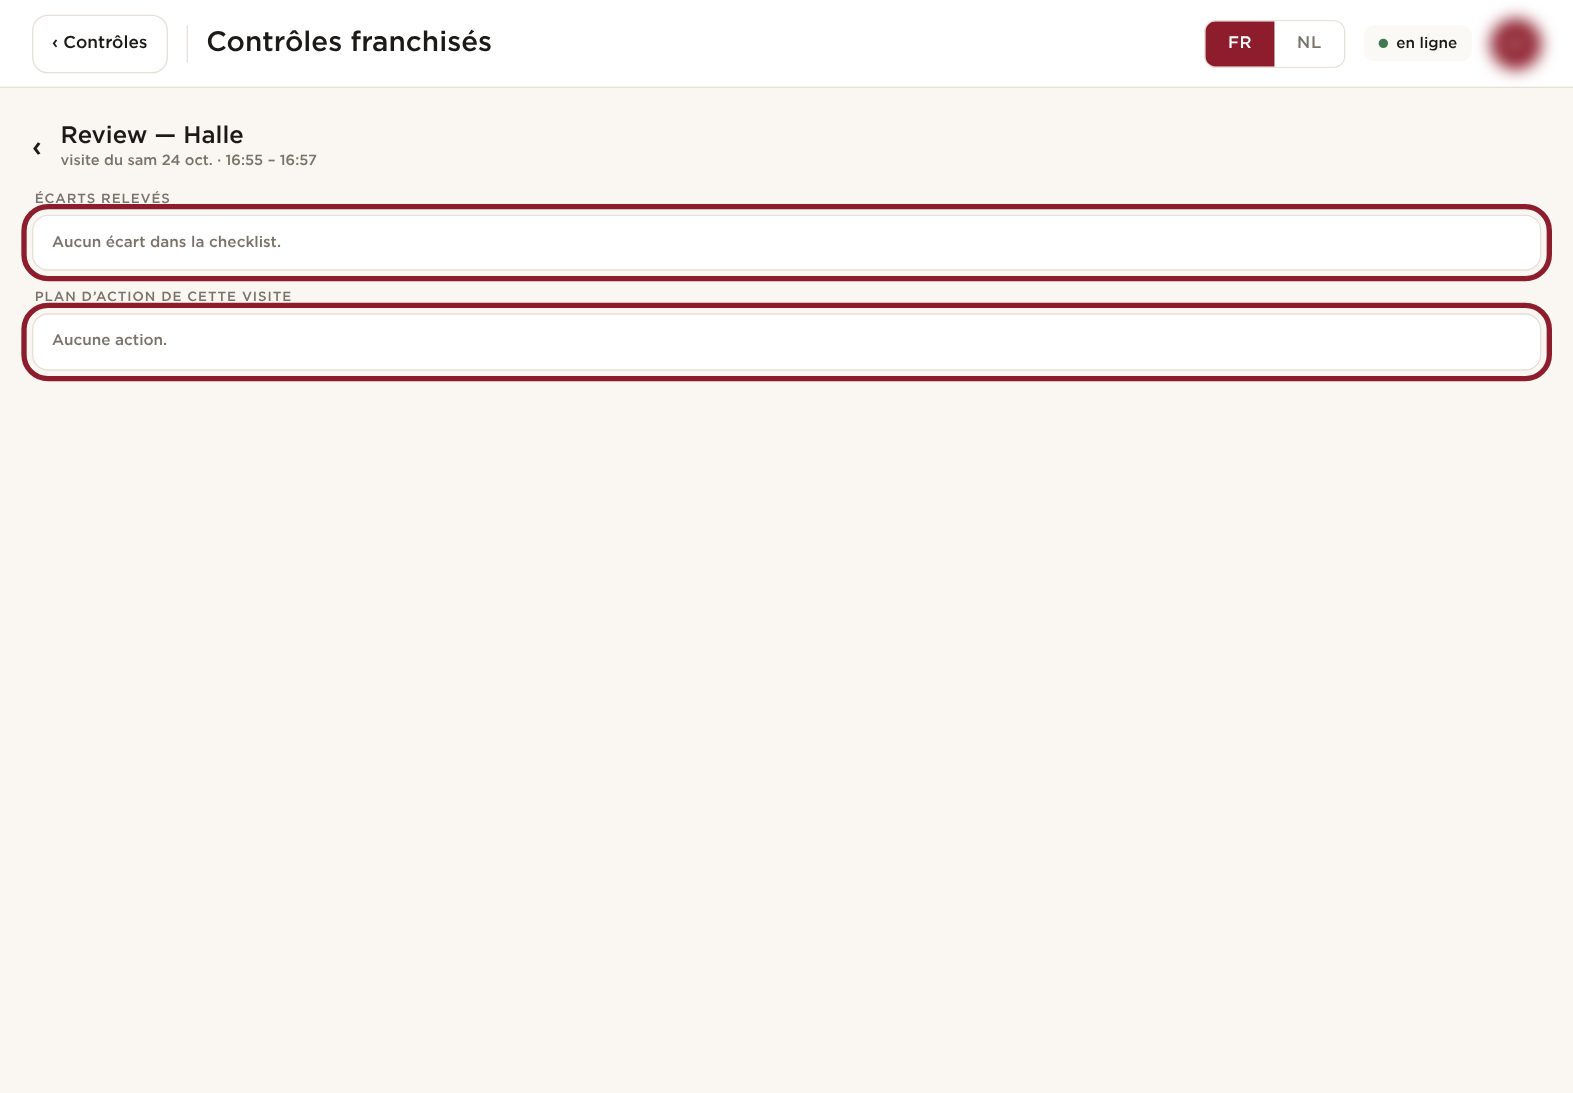 ‹ Contrôles
Contrôles franchisés
FR
NL
en ligne
‹
Review — Halle
visite du sam 24 oct. · 16:55 – 16:57
ÉCARTS RELEVÉS
Aucun écart dans la checklist.
PLAN D’ACTION DE CETTE VISITE
Aucune action.